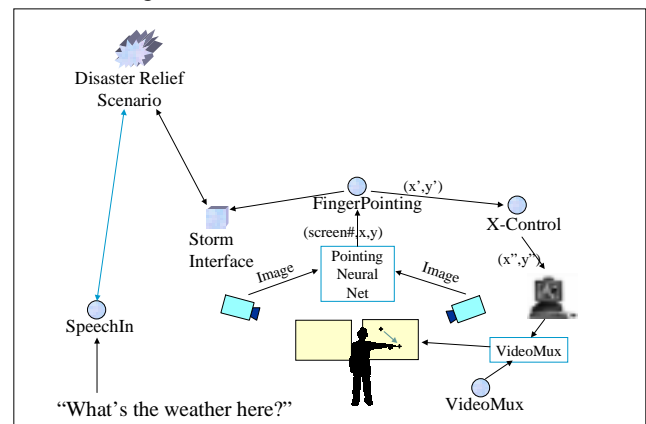 Disaster Relief
Scenario
(x’,y’)
FingerPointing
X-Control
(screen#,x,y)
Storm
Interface
Pointing
Neural
Net
Image
Image
(x”,y”)
SpeechIn
VideoMux
VideoMux
“What’s the weather here?”